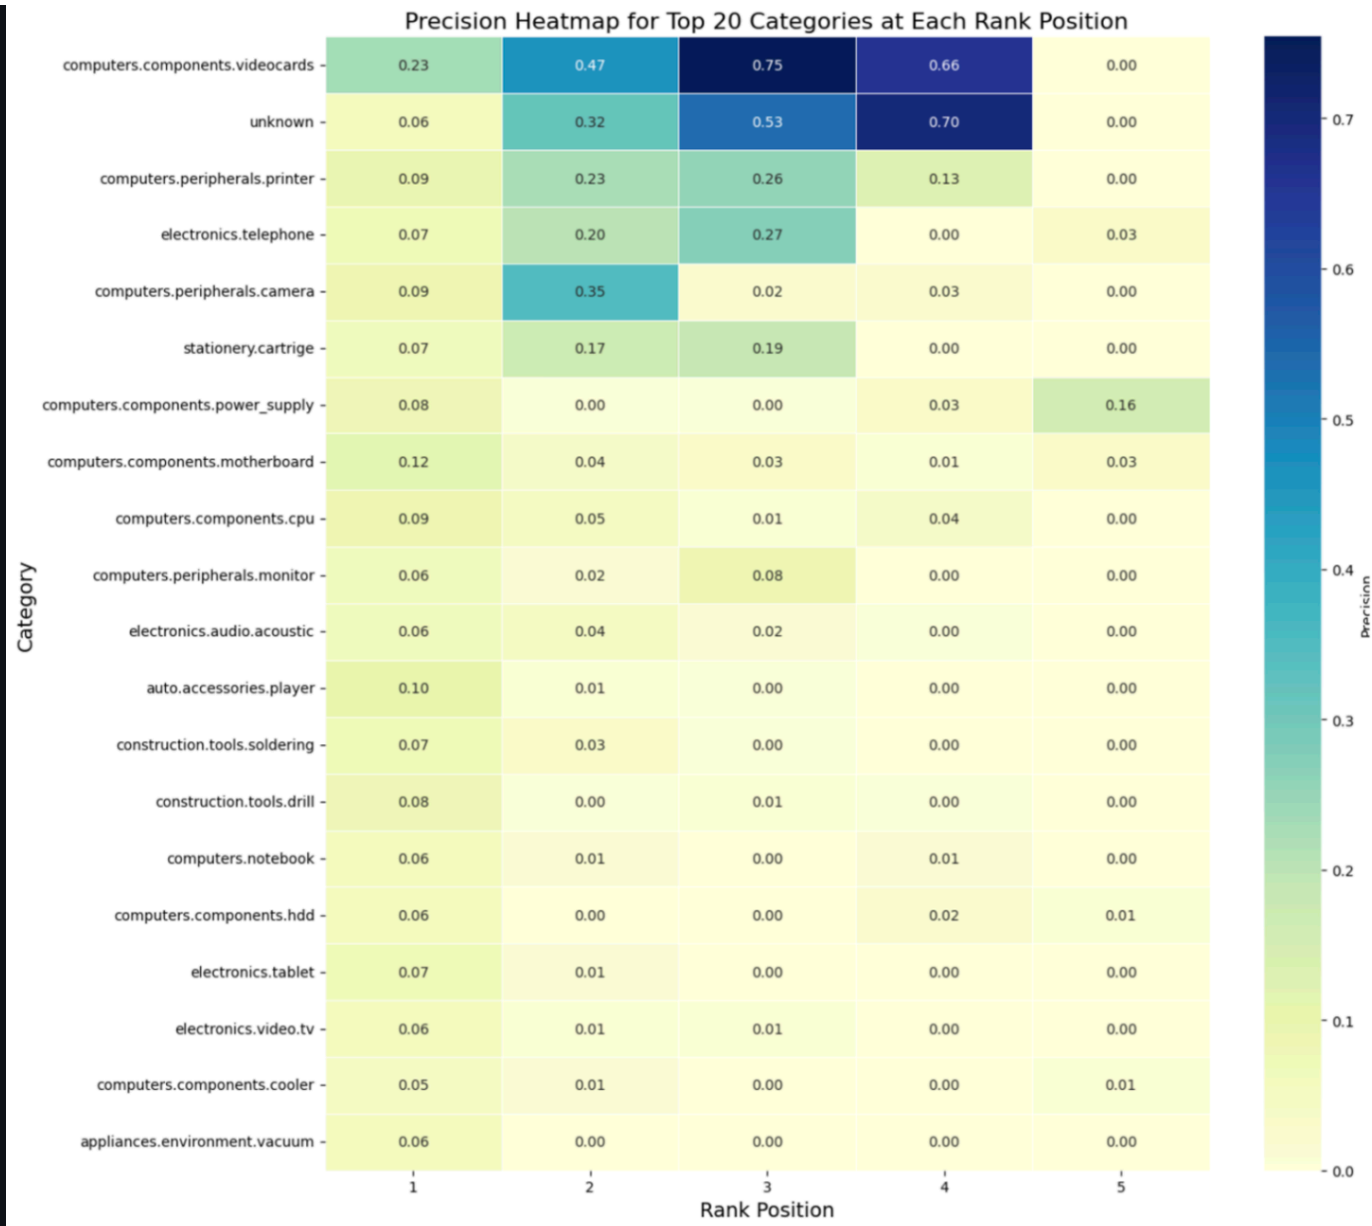 Precision Heatmap for Top 20 Categories at Each Rank Position
computers.components.videocards 0.23 0.47 0.75 0.66 0.00
unknown 0.06 0.32 0.53 0.70 0.00
computers.peripherals.printer 0.09 0.23 0.26 0.13 0.00
electronics.telephone 0.07 0.20 0.27 0.00 0.03
computers.peripherals.camera 0.09 0.35 0.02 0.03 0.00
stationery.cartrige 0.07 0.17 0.19 0.00 0.00
computers.components.power_supply 0.08 0.00 0.00 0.03 0.16
computers.components.motherboard 0.12 0.04 0.03 0.01 0.03
computers.components.cpu 0.09 0.05 0.01 0.04 0.00
computers.peripherals.monitor 0.06 0.02 0.08 0.00 0.00
electronics.audio.acoustic 0.06 0.04 0.02 0.00 0.00
auto.accessories.player 0.10 0.01 0.00 0.00 0.00
construction.tools.soldering 0.07 0.03 0.00 0.00 0.00
construction.tools.drill 0.08 0.00 0.01 0.00 0.00
computers.notebook 0.06 0.01 0.00 0.01 0.00
computers.components.hdd 0.06 0.00 0.00 0.02 0.01
electronics.tablet 0.07 0.01 0.00 0.00 0.00
electronics.video.tv 0.06 0.01 0.01 0.00 0.00
computers.components.cooler 0.05 0.01 0.00 0.00 0.01
appliances.environment.vacuum 0.06 0.00 0.00 0.00 0.00
1 2 3 4 5
Rank Position
Category
0.7
0.6
0.5
0.4
0.3
0.2
0.1
0.0
Precision